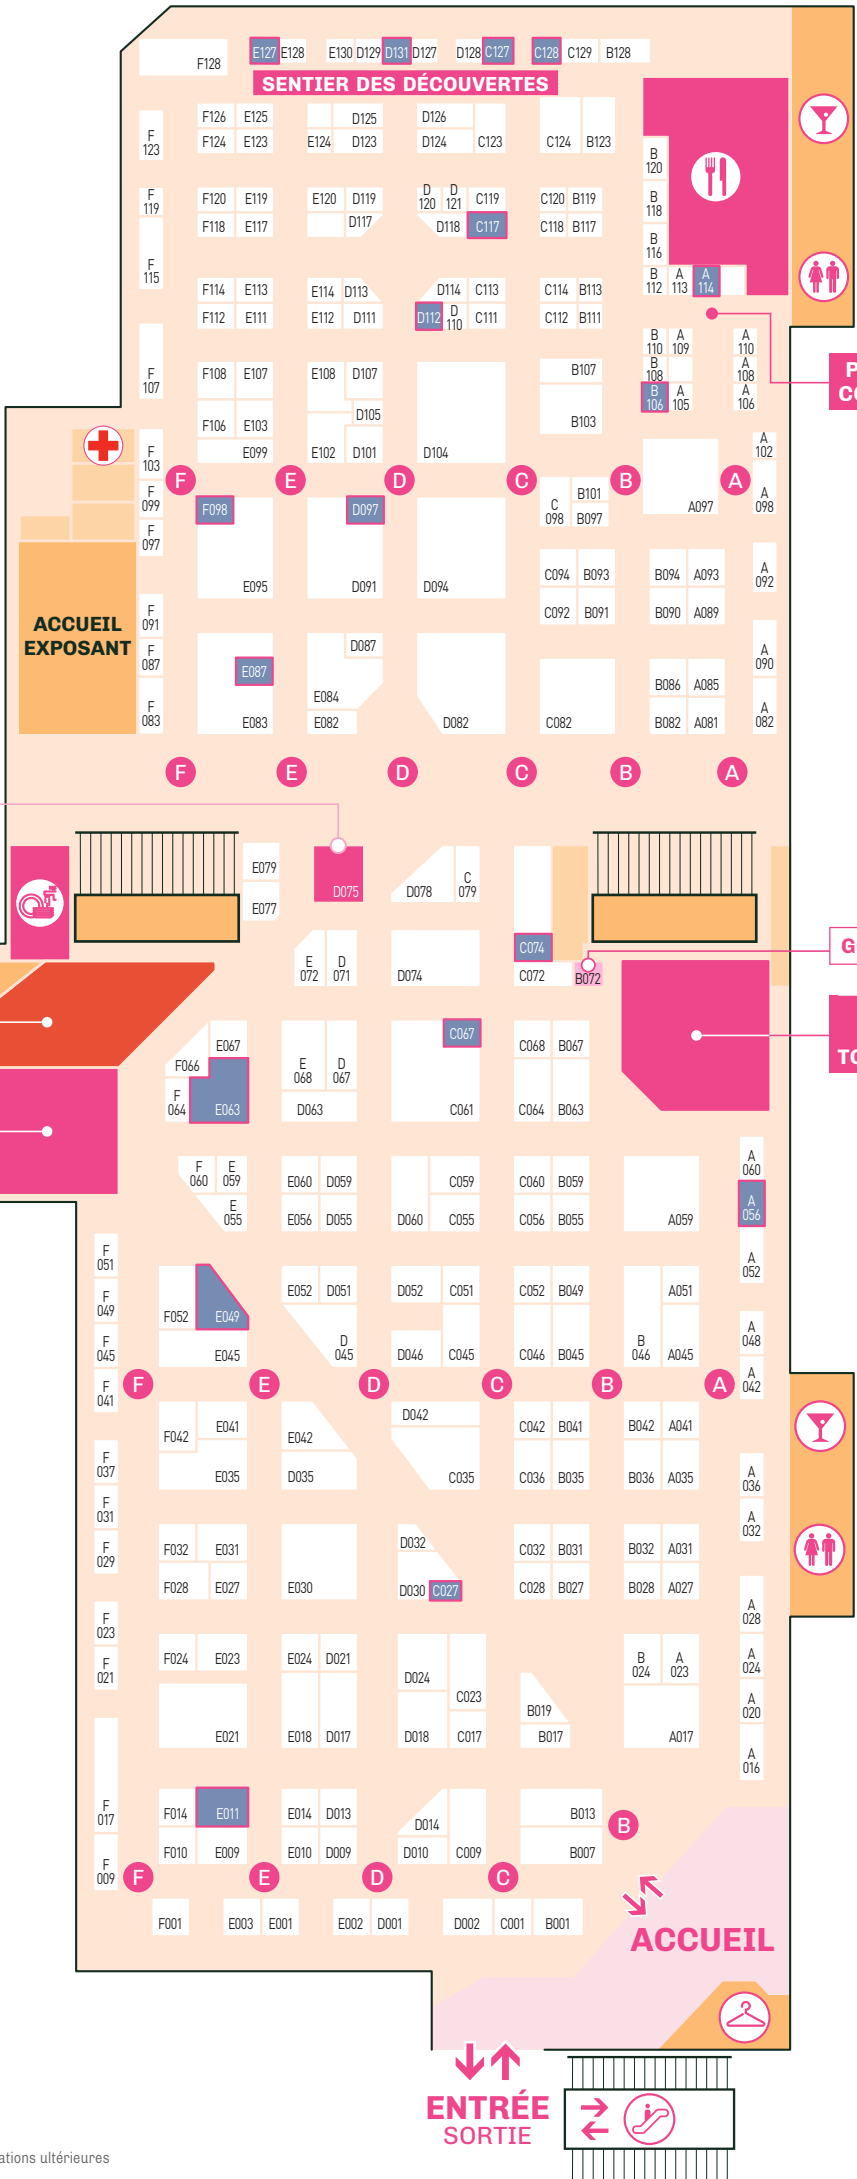 E127 E128 E130 D129 D131 D127 D128 C127 C128 C129 B128
F128
SENTIER DES DÉCOUVERTES
F126 E125 D125 D126
F124 E123 E124 D123 D124 C123 C124 B123
F
123
B
120
F120 E119 E120 D119 D
120 D
121 C119 C120 B119
F
119
B
118
F118 E117 D117 D118 C117 C118 B117
B
116
F
115
B
112 A
113 A
114
F114 E113 E114 D113 D114 C113 C114 B113
F112 E111 E112 D111 D112 D
110 C111 C112 B111
B
110 A
109 A
110
F
107
B
108 A
108
F108 E107 E108 D107 B107
P
CO
B
106 A
105 A
106
D105
F106 E103 B103
E099 E102 D101 D104
F
103
A
102
F E D C B A
F
099
F098 D097 C
098 B101
B097 A097 A
098
F
097
E095 D091 D094
C094 B093 B094 A093 A
092
C092 B091 B090 A089
ACCUEIL
EXPOSANT
F
091
F
087
D087
A
090
E087 B086 A085
E084
F
083
E083 E082 D082 C082 B082 A081 A
082
F E D C B A
E079 D075 D078 C
079
E077
C074
E
072 D
071 D074 C072 B072
G
E067 C067
F066 E
068 D
067 C068 B067
TO
F
064 E063 D063 C061 C064 B063
A
060
F
060 E
059 E060 D059 C059 C060 B059
A
056
E
055 E056 D055 D060 C055 C056 B055 A059
F
051
A
052
E052 D051 D052 C051 C052 B049 A051
F
049
F052 E049
A
048
F
045
E045 D
045 D046 C045 C046 B045 B
046 A045
F
041
A
042
F E D C B A
F042 E041 E042 D042 C042 B041 B042 A041
F
037
E035 D035 C035 C036 B035 B036 A035 A
036
F
031
A
032
F032 E031 D032 C032 B031 B032 A031
F
029
F028 E027 E030 D030 C027 C028 B027 B028 A027
F
023
A
028
F024 E023 E024 D021 D024 B
024 A
023 A
024
F
021
C023
A
020
E021 E018 D017 D018 C017 B019
B017 A017
A
016
F
017
F014 E011 E014 D013 D014 B013
B
F010 E009 E010 D009 D010 C009 B007
F
009
F E D C
F001 E003 E001 E002 D001 D002 C001 B001
ACCUEIL
ENTRÉE
SORTIE
ations ultérieures